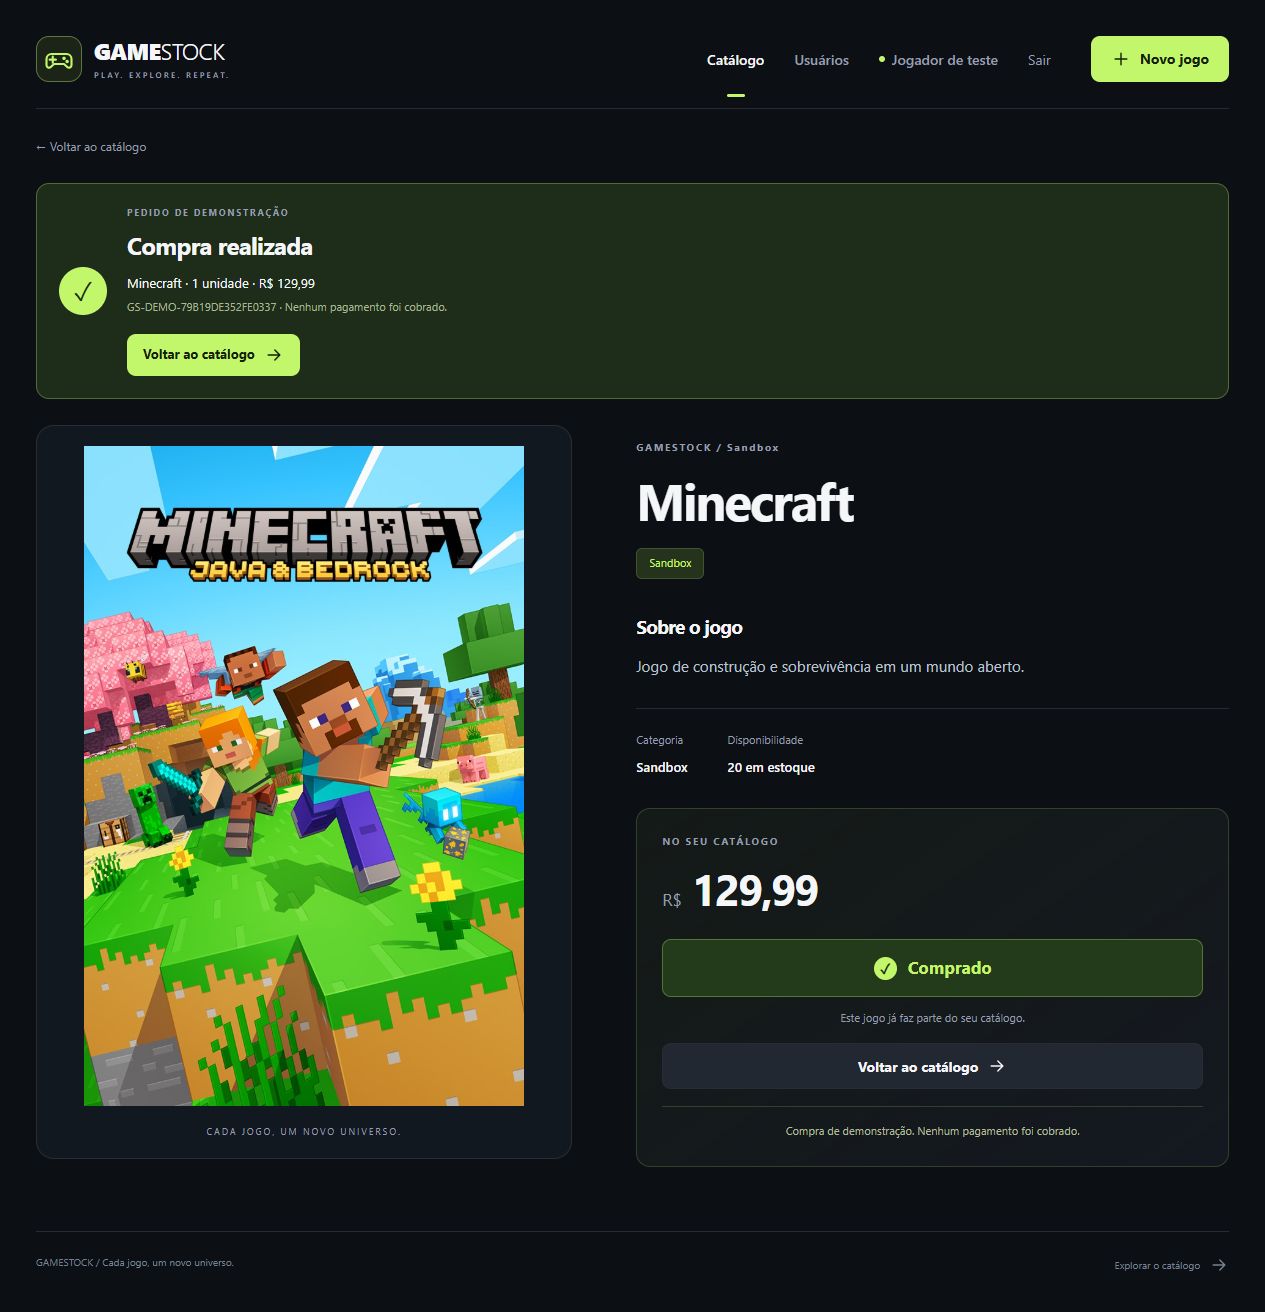 GAMESTOCK
PLAY. EXPLORE. REPEAT.
Catálogo
Usuários
Jogador de teste
Sair
Novo jogo
← Voltar ao catálogo
PEDIDO DE DEMONSTRAÇÃO
Compra realizada
Minecraft · 1 unidade · R$ 129,99
GS-DEMO-79B19DE352FE0337 · Nenhum pagamento foi cobrado.
Voltar ao catálogo →
MINECRAFT
JAVA & BEDROCK
CADA JOGO, UM NOVO UNIVERSO.
GAMESTOCK / Sandbox
Minecraft
Sandbox
Sobre o jogo
Jogo de construção e sobrevivência em um mundo aberto.
Categoria
Sandbox
Disponibilidade
20 em estoque
NO SEU CATÁLOGO
R$ 129,99
Comprado
Este jogo já faz parte do seu catálogo.
Voltar ao catálogo →
Compra de demonstração. Nenhum pagamento foi cobrado.
GAMESTOCK / Cada jogo, um novo universo.
Explorar o catálogo →